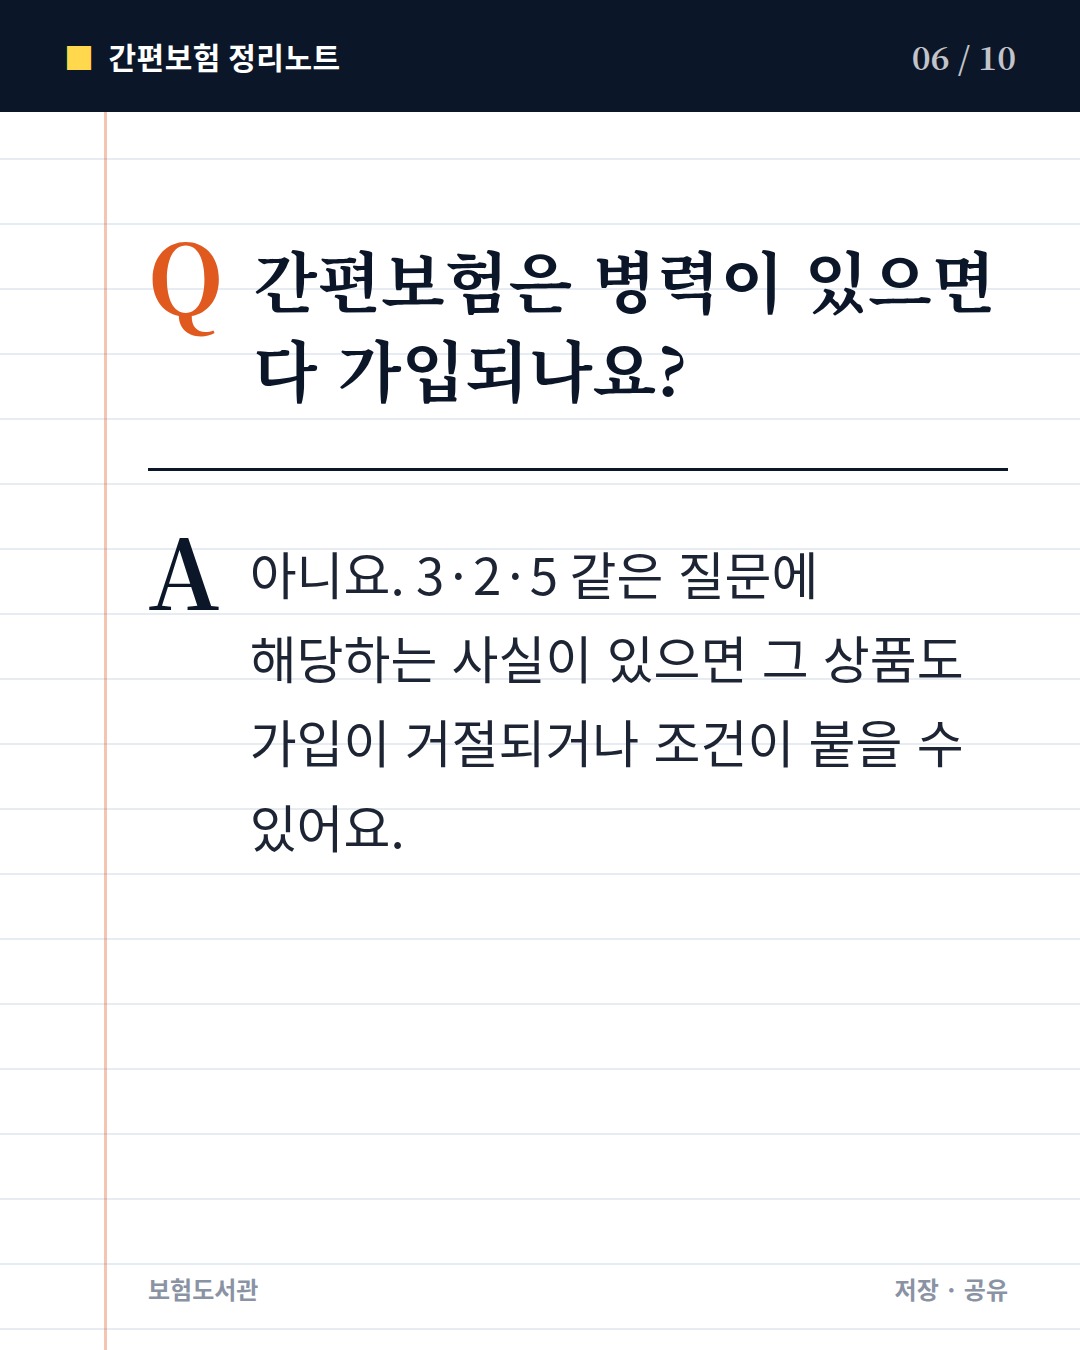 간편보험 정리노트
06 / 10
Q 간편보험은 병력이 있으면
다 가입되나요?
A 아니요. 3·2·5 같은 질문에
해당하는 사실이 있으면 그 상품도
가입이 거절되거나 조건이 붙을 수
있어요.
보험도서관
저장 · 공유